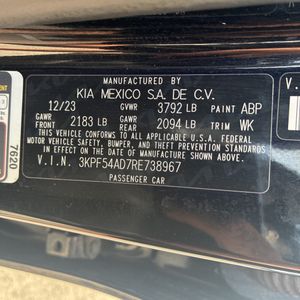 MANUFACTURED BY
KIA MEXICO S.A. DE C.V.
12/23 GVWR 3792 LB PAINT ABP
GAWR FRONT 2183 LB GAWR REAR 2094 LB TRIM WK
THIS VEHICLE CONFORMS TO ALL APPLICABLE U.S. FEDERAL
MOTOR VEHICLE SAFETY, BUMPER, AND THEFT PREVENTION STANDARDS
IN EFFECT ON THE DATE OF MANUFACTURE SHOWN ABOVE.
V.I.N. 3KPF54AD7RE738967
PASSENGER CAR
7620
V.I.